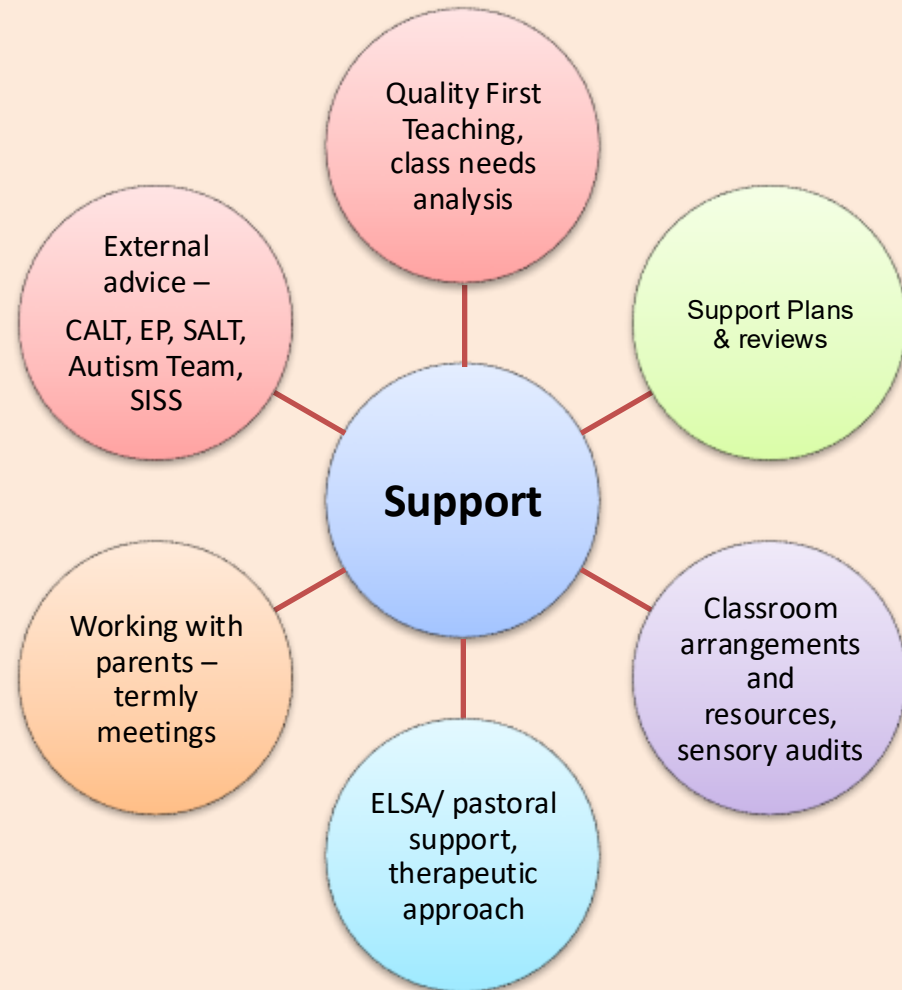 Quality First
Teaching,
class needs
analysis
Support Plans
& reviews
Classroom
arrangements
and
resources,
sensory audits
ELSA/ pastoral
support,
therapeutic
approach
Working with
parents –
termly
meetings
External
advice –
CALT, EP, SALT,
Autism Team,
SISS
Support